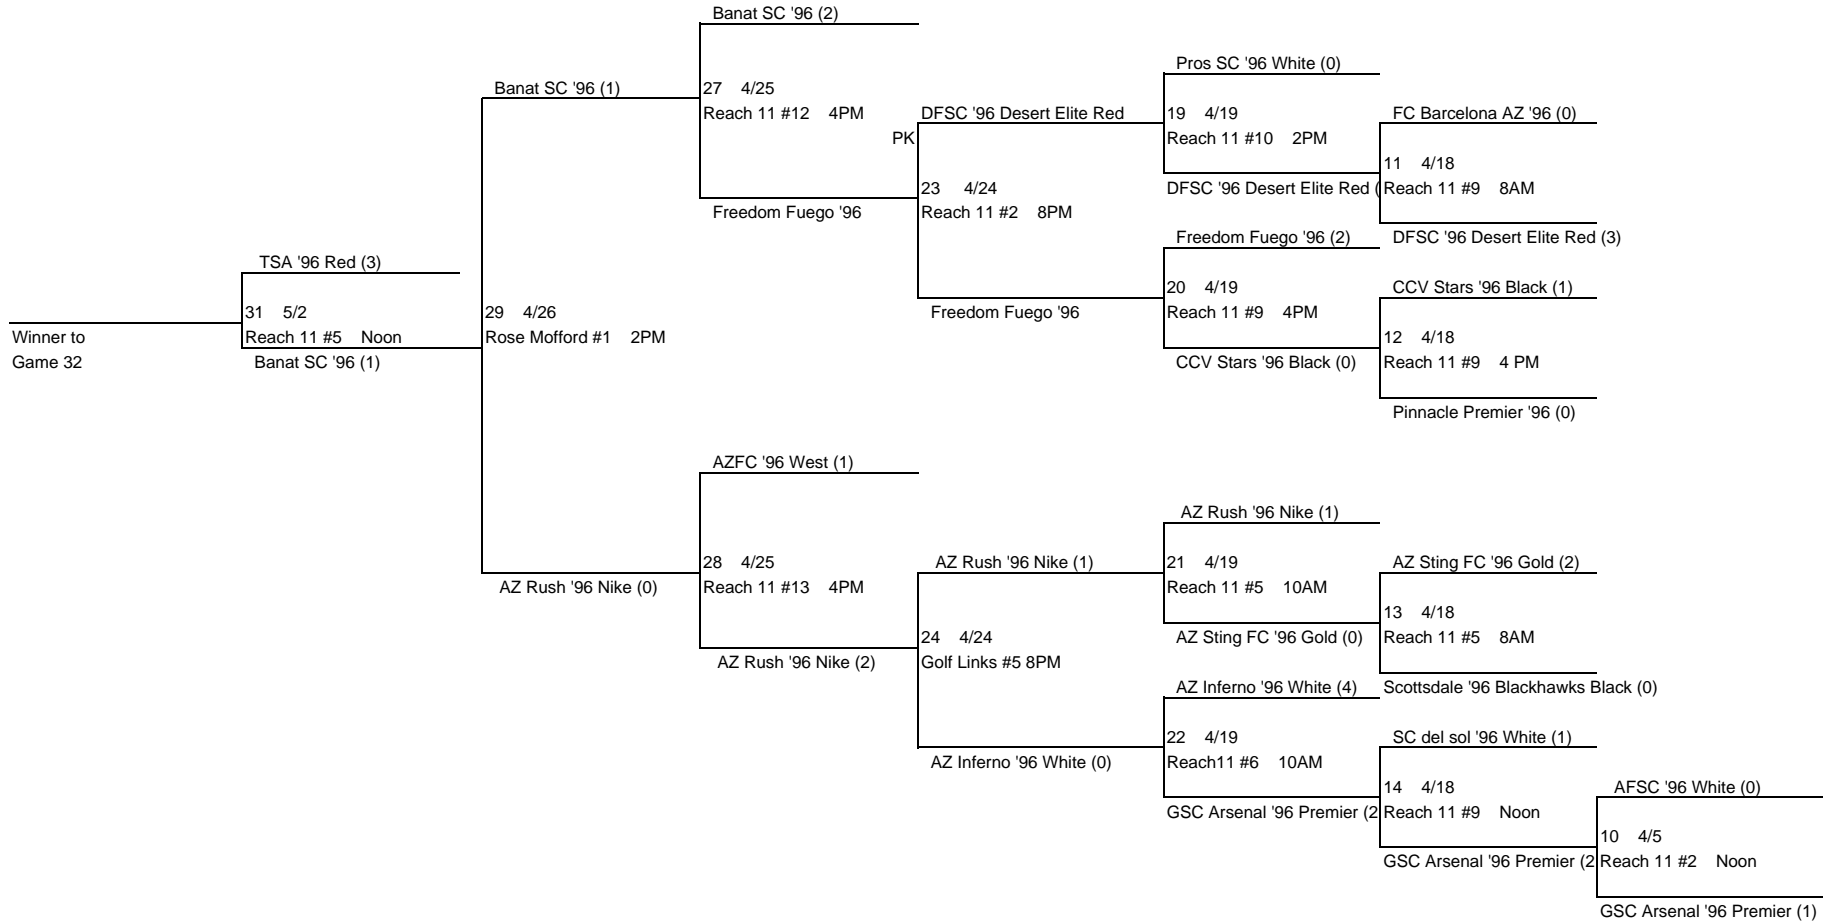 Banat SC '96 (2)
Pros SC '96 White (0)
Banat SC '96 (1)
27 4/25
Reach 11 #12 4PM
DFSC '96 Desert Elite Red
PK
19 4/19
Reach 11 #10 2PM
FC Barcelona AZ '96 (0)
11 4/18
Reach 11 #9 8AM
DFSC '96 Desert Elite Red (
23 4/24
Reach 11 #2 8PM
Freedom Fuego '96
Freedom Fuego '96 (2)
DFSC '96 Desert Elite Red (3)
TSA '96 Red (3)
20 4/19
Reach 11 #9 4PM
CCV Stars '96 Black (1)
31 5/2
Reach 11 #5 Noon
29 4/26
Rose Mofford #1 2PM
Freedom Fuego '96
Winner to
Game 32
Banat SC '96 (1)
CCV Stars '96 Black (0)
12 4/18
Reach 11 #9 4 PM
Pinnacle Premier '96 (0)
AZFC '96 West (1)
AZ Rush '96 Nike (1)
28 4/25
Reach 11 #13 4PM
AZ Rush '96 Nike (1)
21 4/19
Reach 11 #5 10AM
AZ Sting FC '96 Gold (2)
AZ Rush '96 Nike (0)
13 4/18
Reach 11 #5 8AM
AZ Sting FC '96 Gold (0)
24 4/24
Golf Links #5 8PM
AZ Rush '96 Nike (2)
AZ Inferno '96 White (4)
Scottsdale '96 Blackhawks Black (0)
22 4/19
Reach11 #6 10AM
SC del sol '96 White (1)
AZ Inferno '96 White (0)
14 4/18
Reach 11 #9 Noon
AFSC '96 White (0)
GSC Arsenal '96 Premier (2
10 4/5
Reach 11 #2 Noon
GSC Arsenal '96 Premier (2
GSC Arsenal '96 Premier (1)